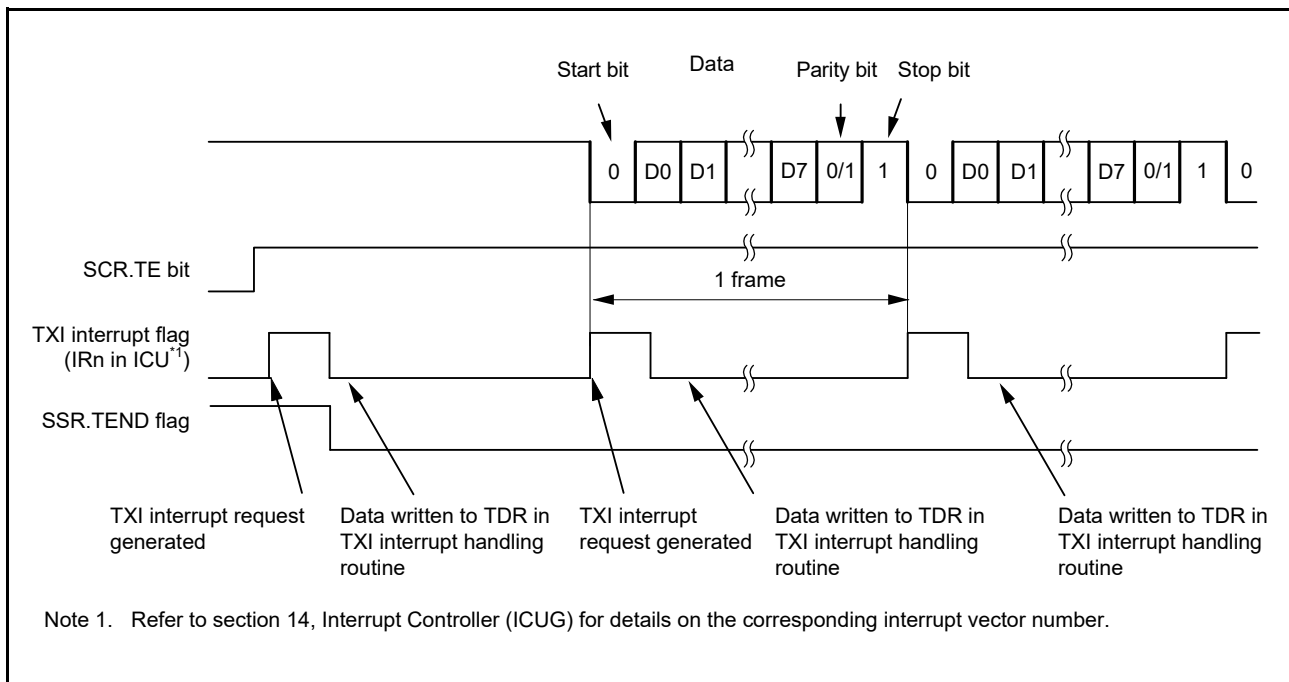 Start bit Data Parity bit Stop bit
0 D0 D1 D7 0/1 1 0 D0 D1 D7 0/1 1 0
SCR.TE bit
1 frame
TXI interrupt flag
(IRn in ICU*1)
SSR.TEND flag
TXI interrupt request
generated
Data written to TDR in
TXI interrupt handling
routine
TXI interrupt
request generated
Data written to TDR in
TXI interrupt handling
routine
Data written to TDR in
TXI interrupt handling
routine
Note 1. Refer to section 14, Interrupt Controller (ICUG) for details on the corresponding interrupt vector number.